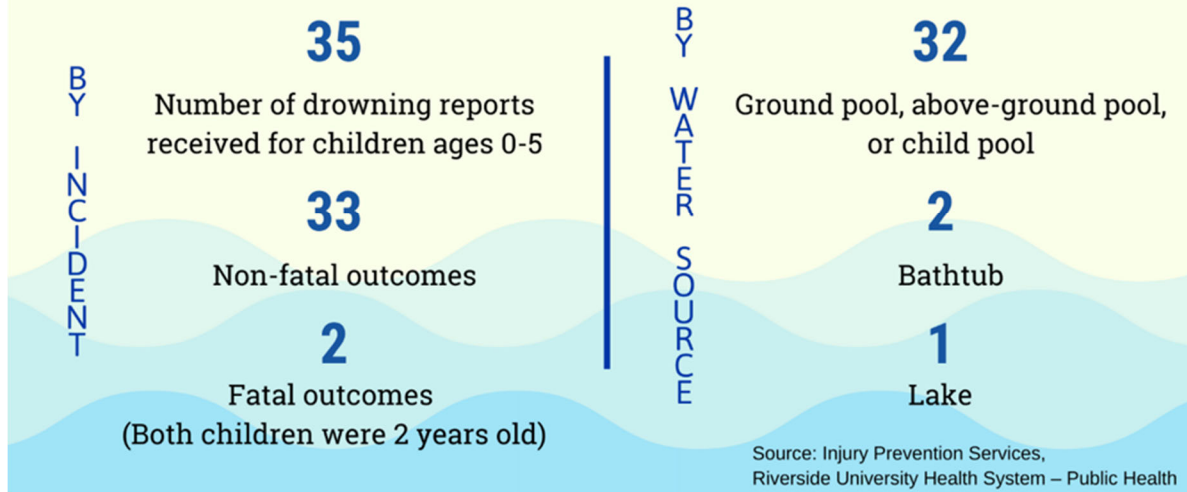 BY INCIDENT
35
Number of drowning reports
received for children ages 0-5
33
Non-fatal outcomes
2
Fatal outcomes
(Both children were 2 years old)
BY WATER SOURCE
32
Ground pool, above-ground pool,
or child pool
2
Bathtub
1
Lake
Source: Injury Prevention Services,
Riverside University Health System – Public Health